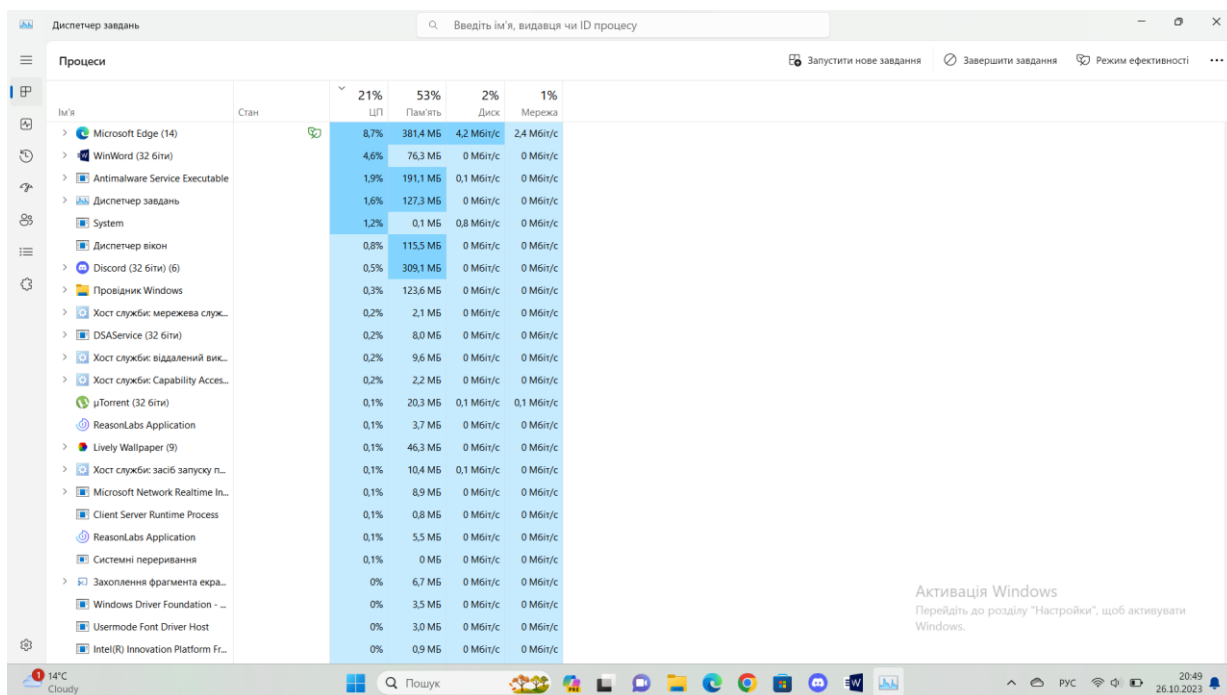 Диспетчер завдань
Введіть ім'я, видавця чи ID процесу
Процеси
Запустити нове завдання
Завершити завдання
Режим ефективності
21% 53% 2% 1%
Ім'я Стан ЦП Пам'ять Диск Мережа
Microsoft Edge (14) 8,7% 381,4 МБ 4,2 Мбіт/с 2,4 Мбіт/с
WinWord (32 біти) 4,6% 76,3 МБ 0 Мбіт/с 0 Мбіт/с
Antimalware Service Executable 1,9% 191,1 МБ 0,1 Мбіт/с 0 Мбіт/с
Диспетчер завдань 1,6% 127,3 МБ 0 Мбіт/с 0 Мбіт/с
System 1,2% 0,1 МБ 0,8 Мбіт/с 0 Мбіт/с
Диспетчер вікон 0,8% 115,5 МБ 0 Мбіт/с 0 Мбіт/с
Discord (32 біти) (6) 0,5% 309,1 МБ 0 Мбіт/с 0 Мбіт/с
Провідник Windows 0,3% 123,6 МБ 0 Мбіт/с 0 Мбіт/с
Хост служби: мережева служ... 0,2% 2,1 МБ 0 Мбіт/с 0 Мбіт/с
DSAService (32 біти) 0,2% 8,0 МБ 0 Мбіт/с 0 Мбіт/с
Хост служби: віддалений вик... 0,2% 9,6 МБ 0 Мбіт/с 0 Мбіт/с
Хост служби: Capability Acces... 0,2% 2,2 МБ 0 Мбіт/с 0 Мбіт/с
µTorrent (32 біти) 0,1% 20,3 МБ 0,1 Мбіт/с 0,1 Мбіт/с
ReasonLabs Application 0,1% 3,7 МБ 0 Мбіт/с 0 Мбіт/с
Lively Wallpaper (9) 0,1% 46,3 МБ 0 Мбіт/с 0 Мбіт/с
Хост служби: засіб запуску п... 0,1% 10,4 МБ 0,1 Мбіт/с 0 Мбіт/с
Microsoft Network Realtime In... 0,1% 8,9 МБ 0 Мбіт/с 0 Мбіт/с
Client Server Runtime Process 0,1% 0,8 МБ 0 Мбіт/с 0 Мбіт/с
ReasonLabs Application 0,1% 5,5 МБ 0 Мбіт/с 0 Мбіт/с
Системні переривання 0,1% 0 МБ 0 Мбіт/с 0 Мбіт/с
Захоплення фрагмента екра... 0% 6,7 МБ 0 Мбіт/с 0 Мбіт/с
Windows Driver Foundation - ... 0% 3,5 МБ 0 Мбіт/с 0 Мбіт/с
Usermode Font Driver Host 0% 3,0 МБ 0 Мбіт/с 0 Мбіт/с
Intel(R) Innovation Platform Fr... 0% 0,9 МБ 0 Мбіт/с 0 Мбіт/с
Активація Windows
Перейдіть до розділу "Настройки", щоб активувати
Windows.
1
14°C
Cloudy
Пошук
РУС
20:49
26.10.2023